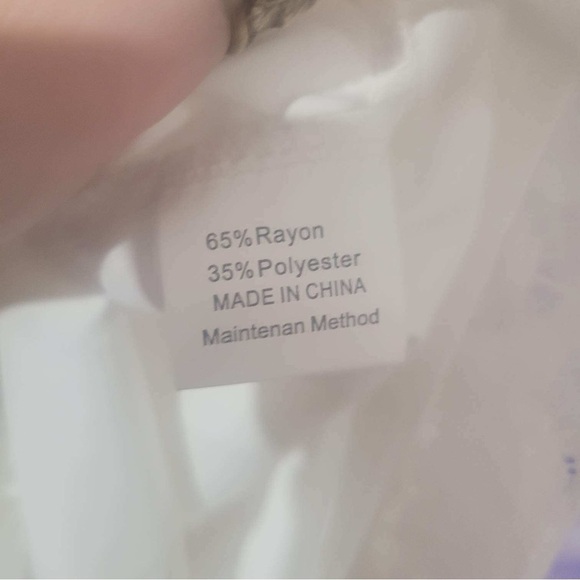 65%Rayon
35%Polyester
MADE IN CHINA
Maintenan Method